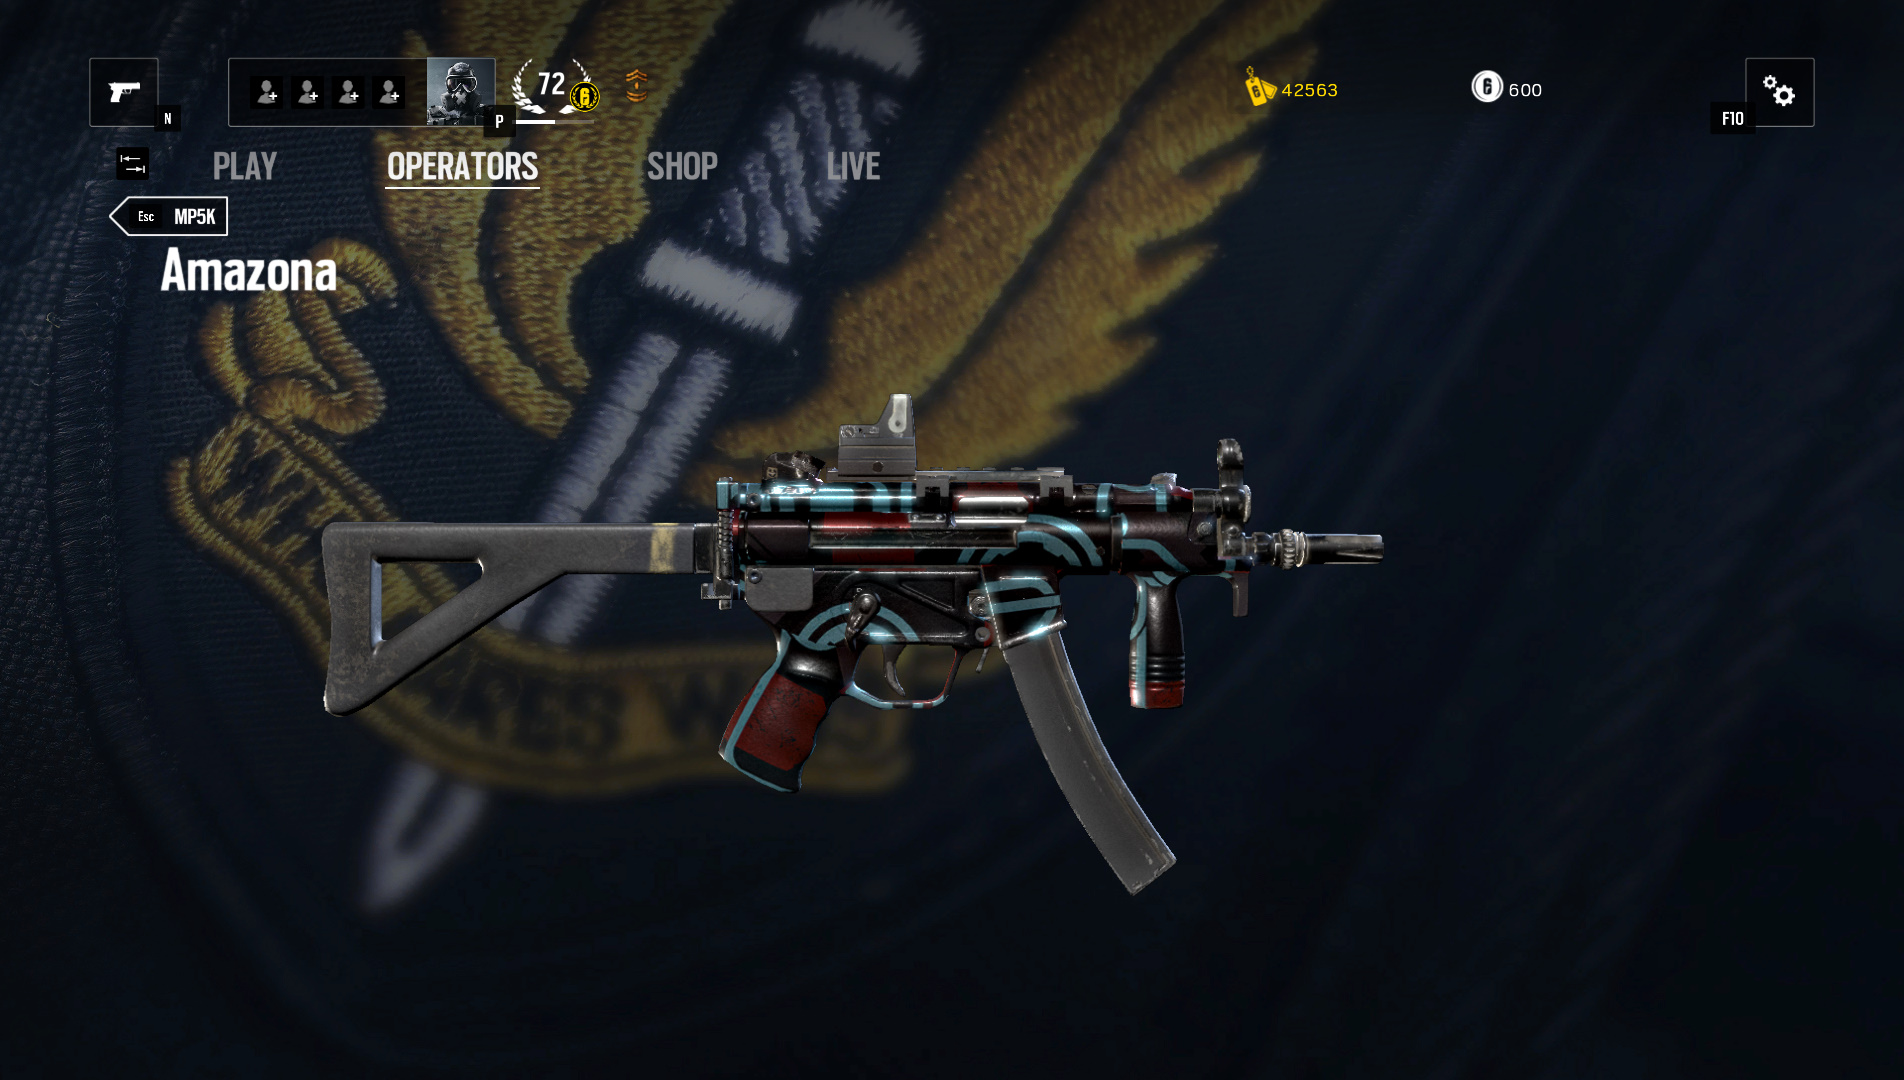 N
P
72
42563
600
F10
PLAY
OPERATORS
SHOP
LIVE
Esc MP5K
Amazona